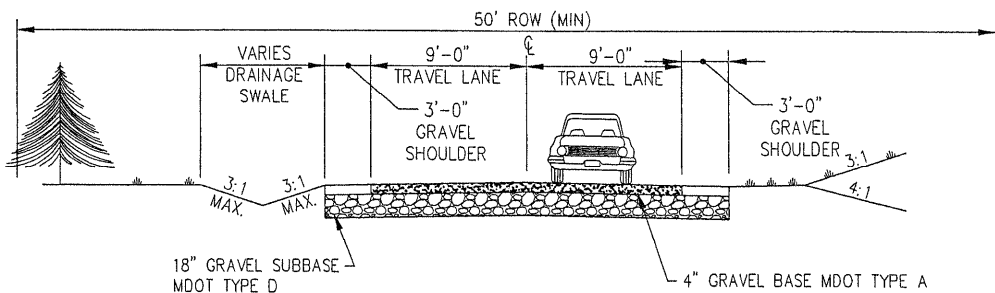 50' ROW (MIN)
℄
VARIES
DRAINAGE
SWALE
9'-0"
TRAVEL LANE
9'-0"
TRAVEL LANE
3'-0"
GRAVEL
SHOULDER
3'-0"
GRAVEL
SHOULDER
3:1
MAX.
3:1
MAX.
3:1
4:1
18" GRAVEL SUBBASE
MDOT TYPE D
4" GRAVEL BASE MDOT TYPE A